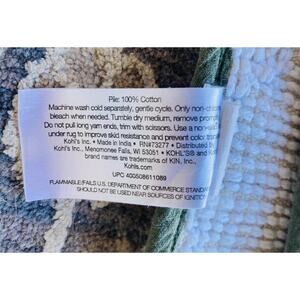 Pile: 100% Cotton
Machine wash cold separately, gentle cycle. Only non-chlorine
bleach when needed. Tumble dry medium, remove promptly.
Do not pull long yarn ends, trim with scissors. Use a non-skid
under rug to improve skid resistance and prevent color
Kohl's Inc. • Made in India • RN#73277 • Distributed by
Kohl's Inc., Menomonee Falls, WI 53051 • KOHL'S® and
brand names are trademarks of KIN, Inc.
Kohls.com
UPC 400508611089
FLAMMABLE (FAILS U.S. DEPARTMENT OF COMMERCE
SHOULD NOT BE USED NEAR SOURCES OF IGNITION